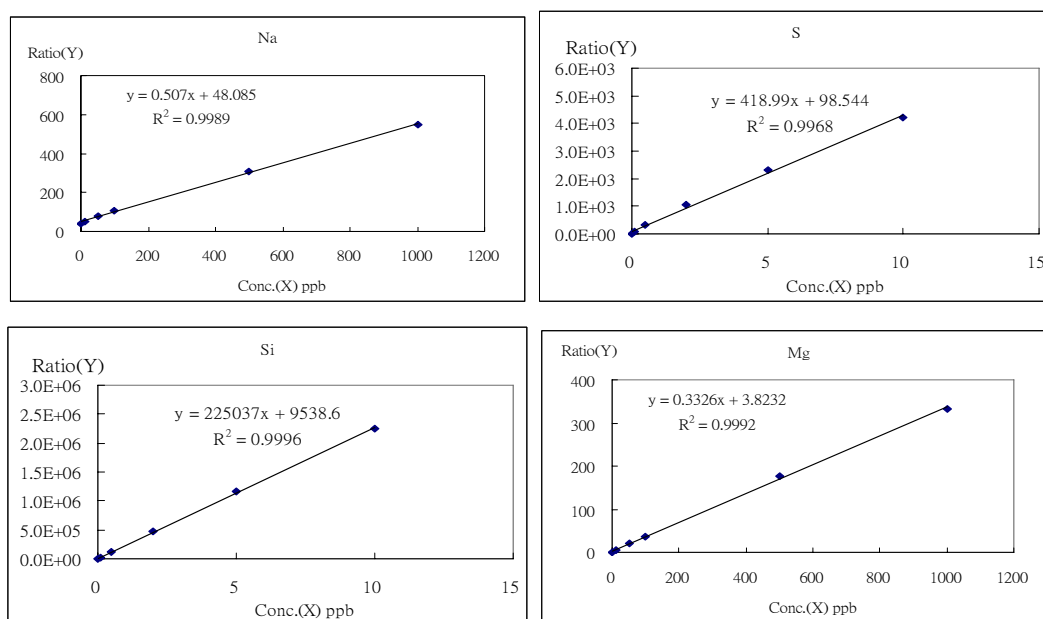 Na
Ratio(Y)
800
600
400
200
0
y = 0.507x + 48.085
R² = 0.9989
0 200 400 600 800 1000 1200
Conc.(X) ppb
S
Ratio(Y)
6.0E+03
5.0E+03
4.0E+03
3.0E+03
2.0E+03
1.0E+03
0.0E+00
y = 418.99x + 98.544
R² = 0.9968
0 5 10 15
Conc.(X) ppb
Si
Ratio(Y)
3.0E+06
2.5E+06
2.0E+06
1.5E+06
1.0E+06
5.0E+05
0.0E+00
y = 225037x + 9538.6
R² = 0.9996
0 5 10 15
Conc.(X) ppb
Mg
Ratio(Y)
400
300
200
100
0
y = 0.3326x + 3.8232
R² = 0.9992
0 200 400 600 800 1000 1200
Conc.(X) ppb